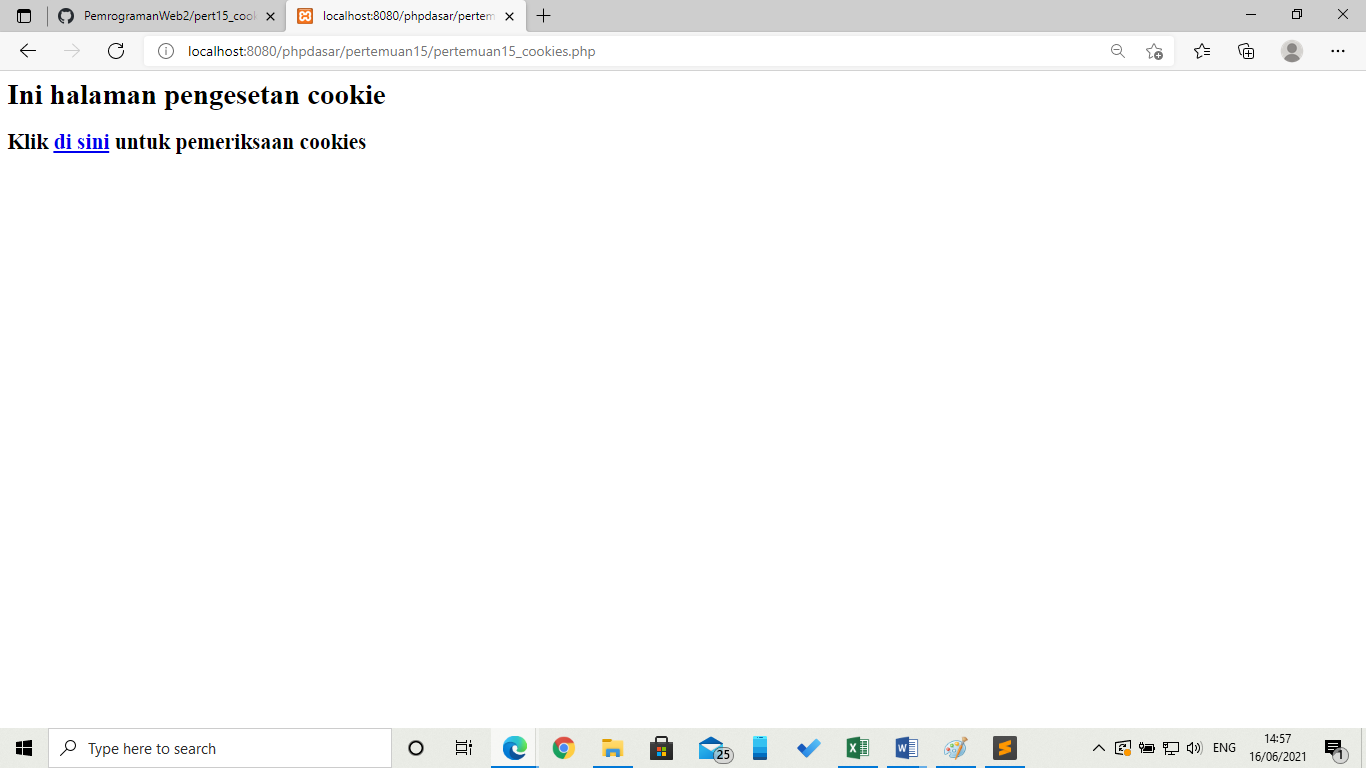 PemrogramanWeb2/pert15_cook
localhost:8080/phpdasar/pertem
localhost:8080/phpdasar/pertemuan15/pertemuan15_cookies.php
Ini halaman pengesetan cookie
Klik di sini untuk pemeriksaan cookies
Type here to search
25
ENG
14:57
16/06/2021
1